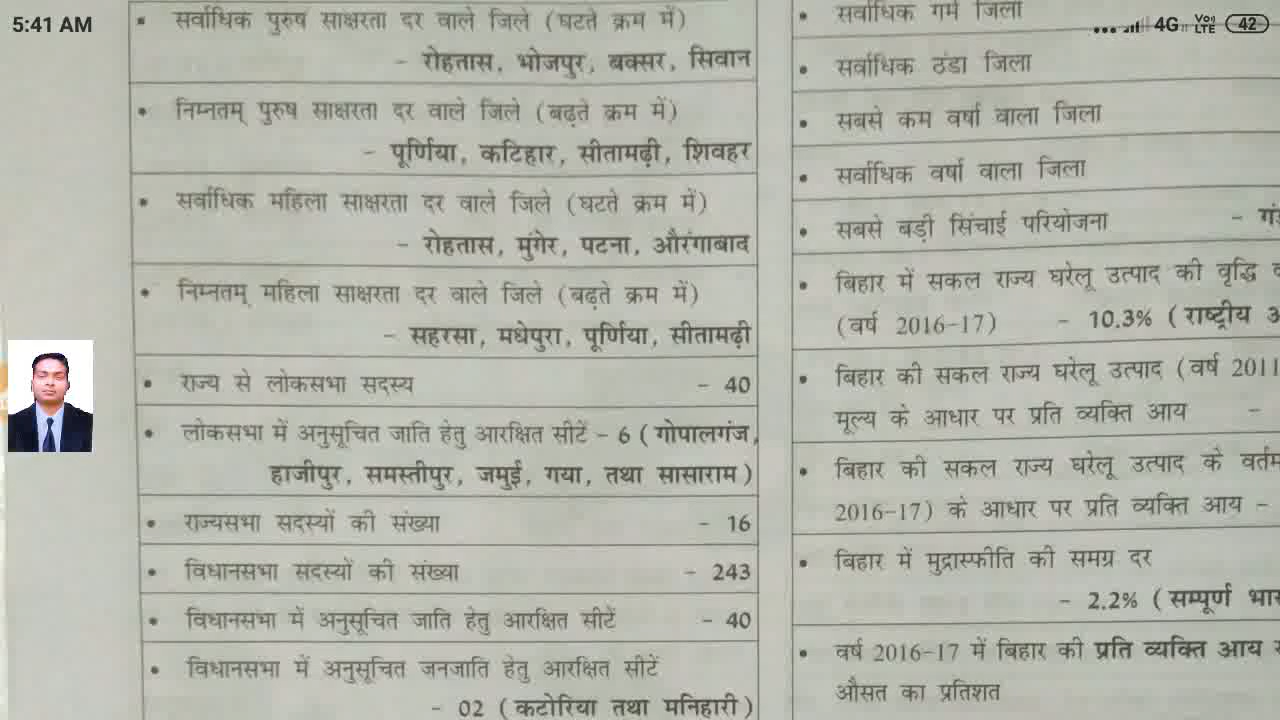 5:41 AM
4G
Vo))
LTE
42
• सर्वाधिक पुरुष साक्षरता दर वाले जिले (घटते क्रम में)
– रोहतास, भोजपुर, बक्सर, सिवान
• निम्नतम् पुरुष साक्षरता दर वाले जिले (बढ़ते क्रम में)
– पूर्णिया, कटिहार, सीतामढ़ी, शिवहर
• सर्वाधिक महिला साक्षरता दर वाले जिले (घटते क्रम में)
– रोहतास, मुंगेर, पटना, औरंगाबाद
• निम्नतम् महिला साक्षरता दर वाले जिले (बढ़ते क्रम में)
– सहरसा, मधेपुरा, पूर्णिया, सीतामढ़ी
• राज्य से लोकसभा सदस्य – 40
• लोकसभा में अनुसूचित जाति हेतु आरक्षित सीटें – 6 (गोपालगंज,
हाजीपुर, समस्तीपुर, जमुई, गया, तथा सासाराम)
• राज्यसभा सदस्यों की संख्या – 16
• विधानसभा सदस्यों की संख्या – 243
• विधानसभा में अनुसूचित जाति हेतु आरक्षित सीटें – 40
• विधानसभा में अनुसूचित जनजाति हेतु आरक्षित सीटें
– 02 (कटोरिया तथा मनिहारी)
• सर्वाधिक गर्म जिला
• सर्वाधिक ठंडा जिला
• सबसे कम वर्षा वाला जिला
• सर्वाधिक वर्षा वाला जिला
• सबसे बड़ी सिंचाई परियोजना –
• बिहार में सकल राज्य घरेलू उत्पाद की वृद्धि
(वर्ष 2016-17) – 10.3% (राष्ट्रीय
• बिहार की सकल राज्य घरेलू उत्पाद (वर्ष 2011
मूल्य के आधार पर प्रति व्यक्ति आय –
• बिहार की सकल राज्य घरेलू उत्पाद के
2016-17) के आधार पर प्रति व्यक्ति आय –
• बिहार में मुद्रास्फीति की समग्र दर
– 2.2% (सम्पूर्ण
• वर्ष 2016-17 में बिहार की प्रति व्यक्ति आय
औसत का प्रतिशत